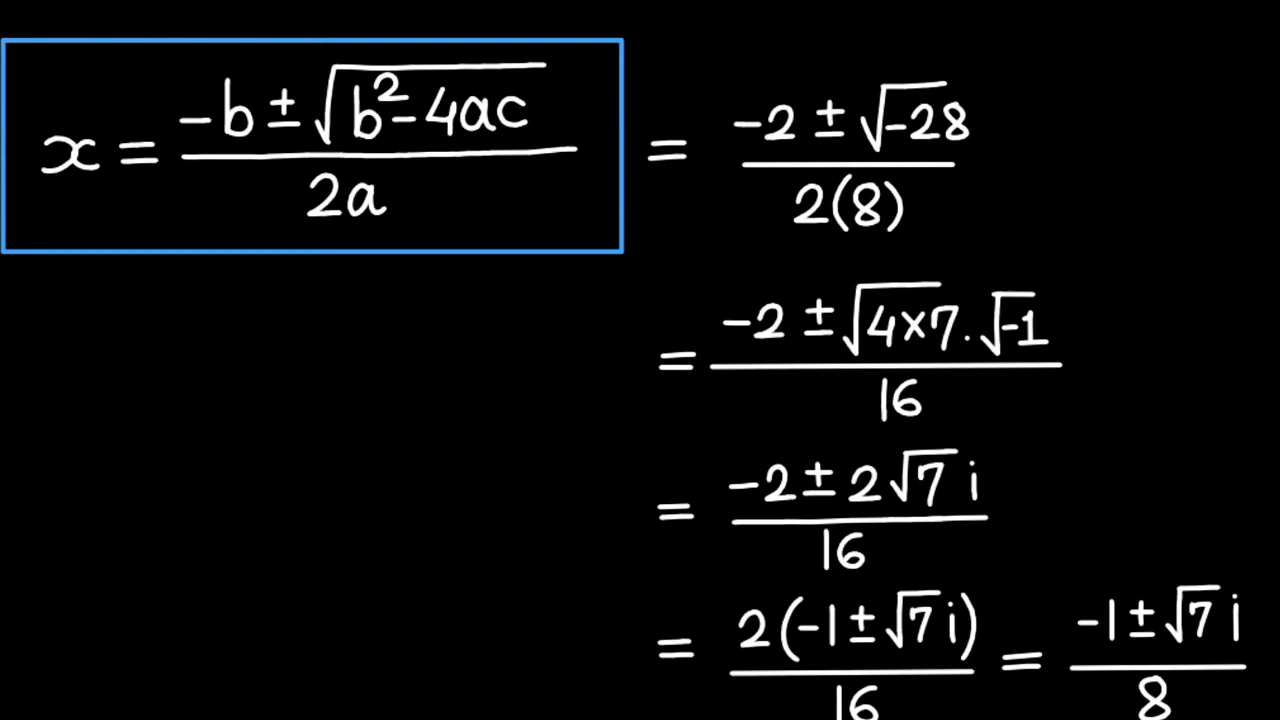 x = (-b ± √(b² - 4ac)) / 2a = (-2 ± √-28) / 2(8)
= (-2 ± √(4×7) . √-1) / 16
= (-2 ± 2√7 i) / 16
= 2(-1 ± √7 i) / 16 = (-1 ± √7 i) / 8